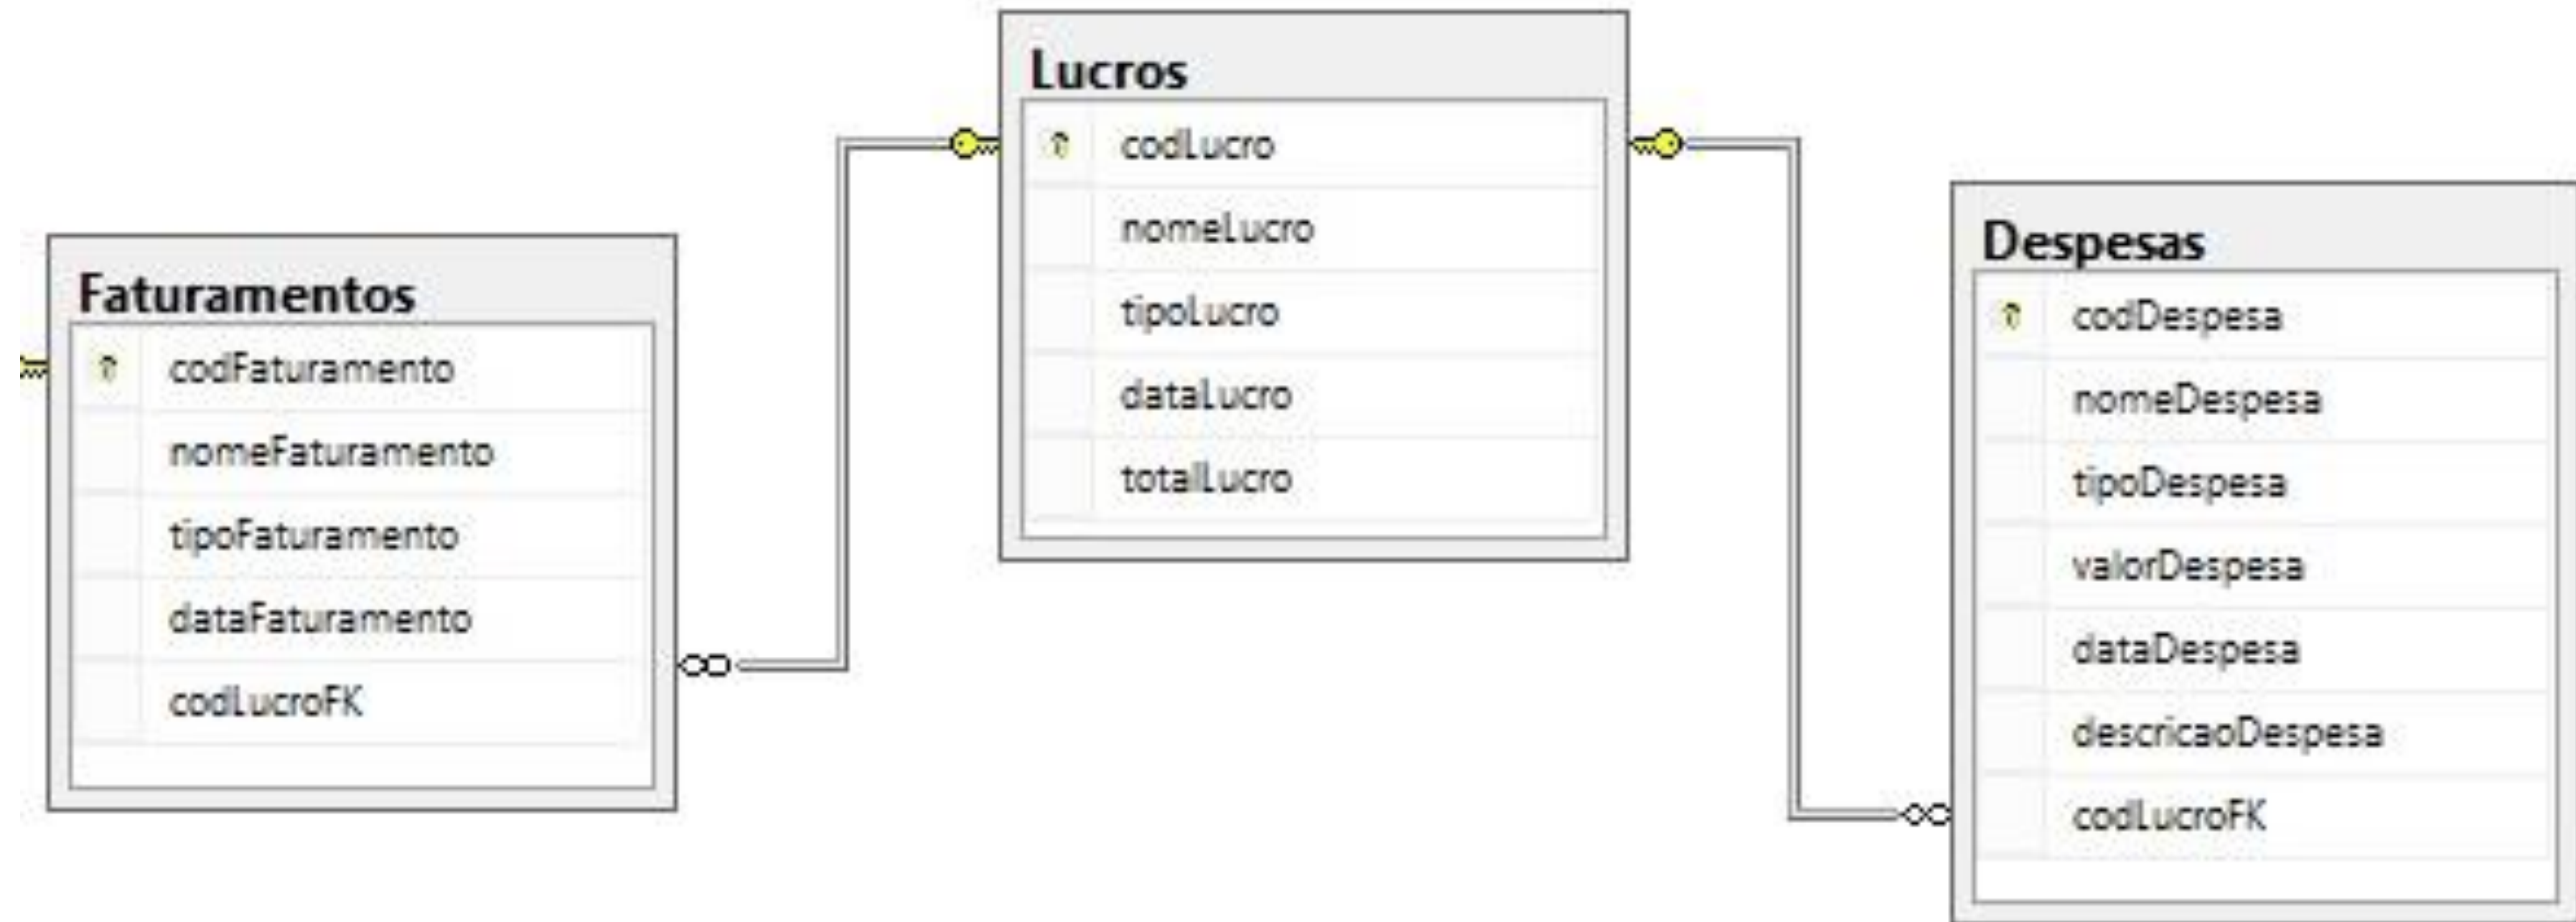 Faturamentos
codFaturamento
nomeFaturamento
tipoFaturamento
dataFaturamento
codLucroFK
Lucros
codLucro
nomeLucro
tipoLucro
dataLucro
totalLucro
Despesas
codDespesa
nomeDespesa
tipoDespesa
valorDespesa
dataDespesa
descricaoDespesa
codLucroFK